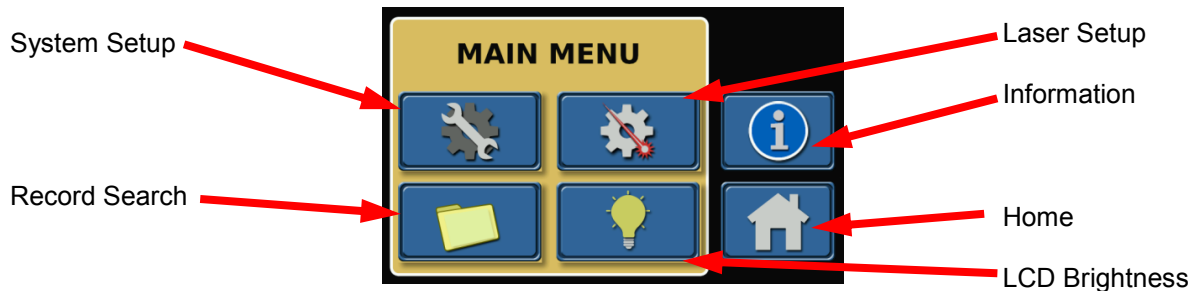 System Setup
MAIN MENU
Laser Setup
Information
Record Search
Home
LCD Brightness